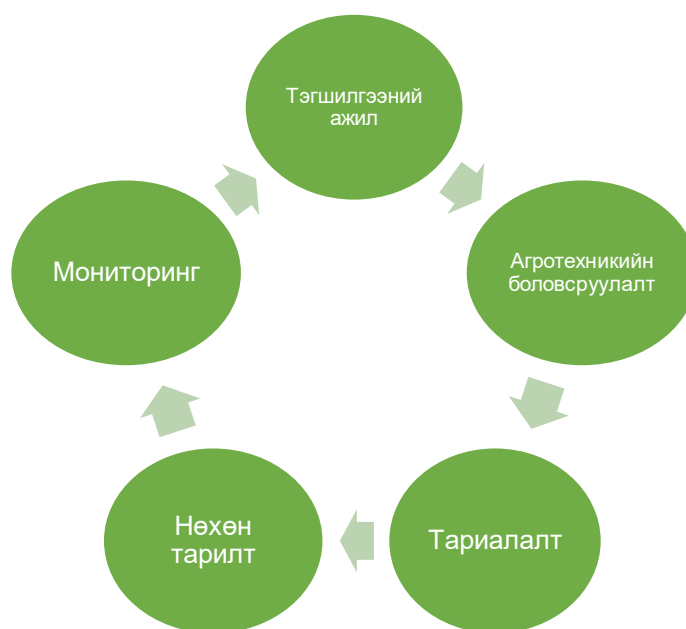 Тэгшилгээний
ажил
Агротехникийн
боловсруулалт
Тариалалт
Нөхөн
тарилт
Мониторинг